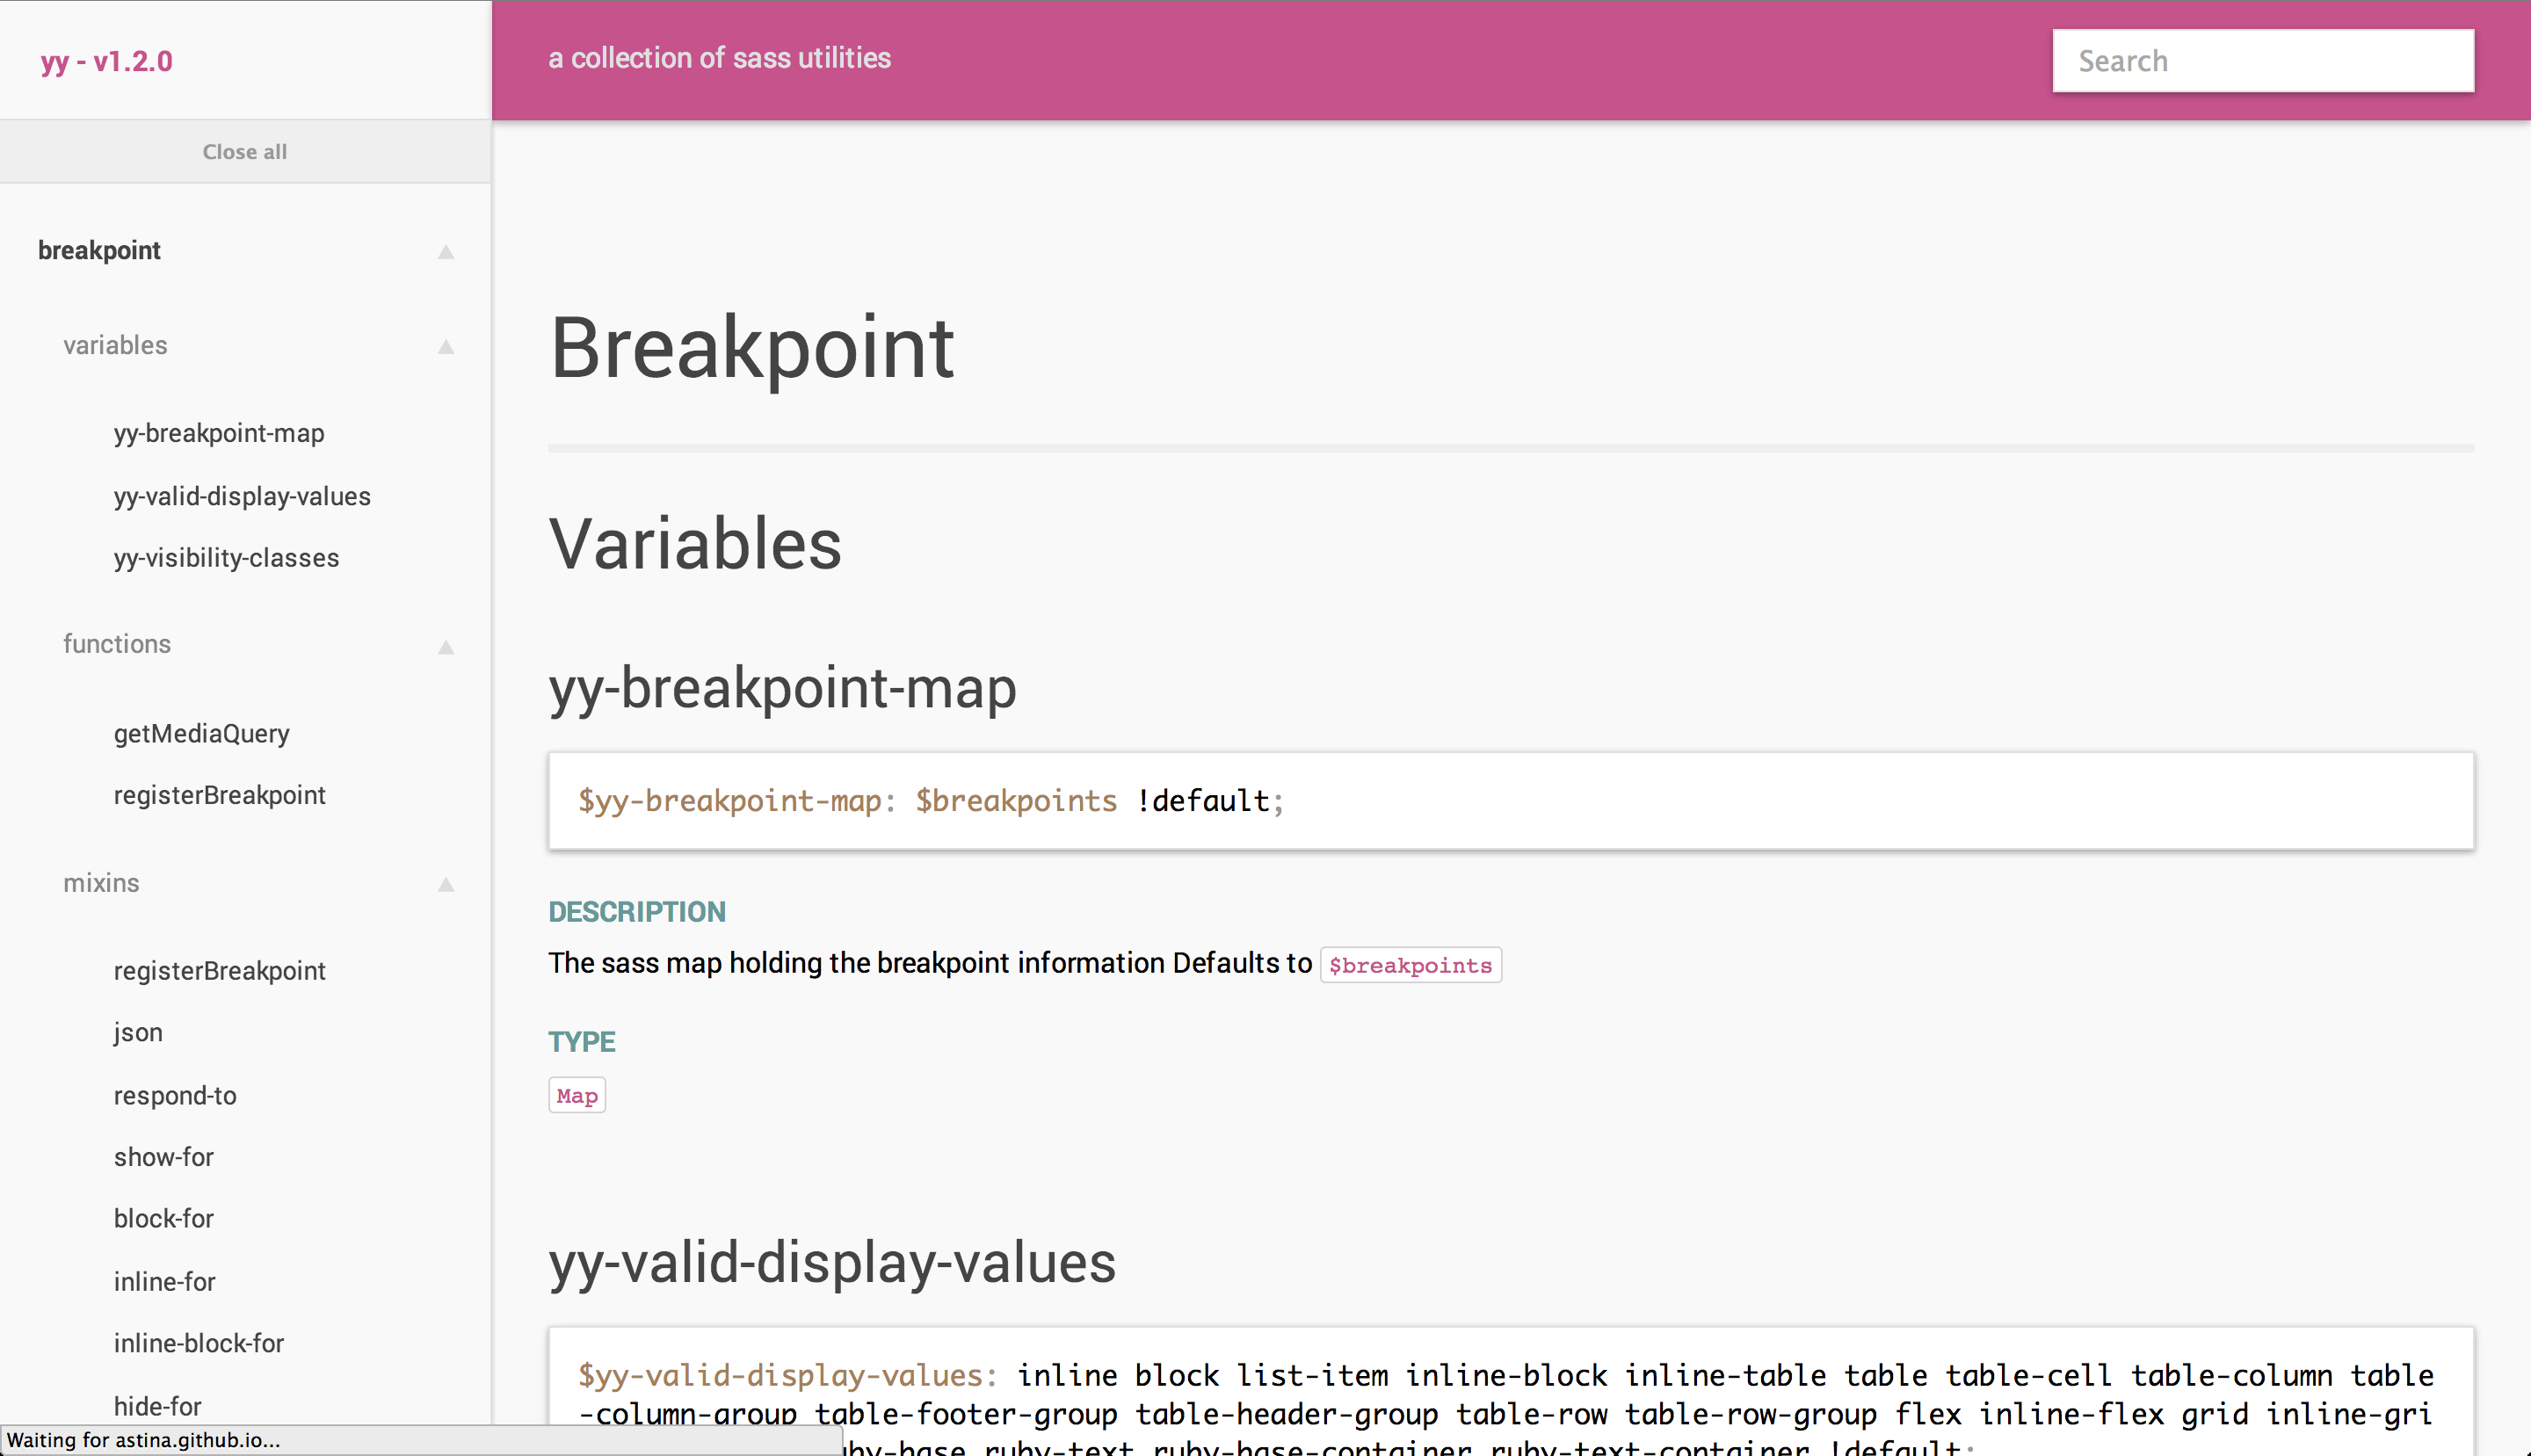 yy - v1.2.0
a collection of sass utilities
Search
Close all
breakpoint
variables
yy-breakpoint-map
yy-valid-display-values
yy-visibility-classes
functions
getMediaQuery
registerBreakpoint
mixins
registerBreakpoint
json
respond-to
show-for
block-for
inline-for
inline-block-for
hide-for
Breakpoint
Variables
yy-breakpoint-map
$yy-breakpoint-map: $breakpoints !default;
DESCRIPTION
The sass map holding the breakpoint information Defaults to $breakpoints
TYPE
Map
yy-valid-display-values
$yy-valid-display-values: inline block list-item inline-block inline-table table table-cell table-column table
-column-group table-footer-group table-header-group table-row table-row-group flex inline-flex grid inline-gri
ruby-text ruby-base-container ruby-text-container !default;
Waiting for astina.github.io...